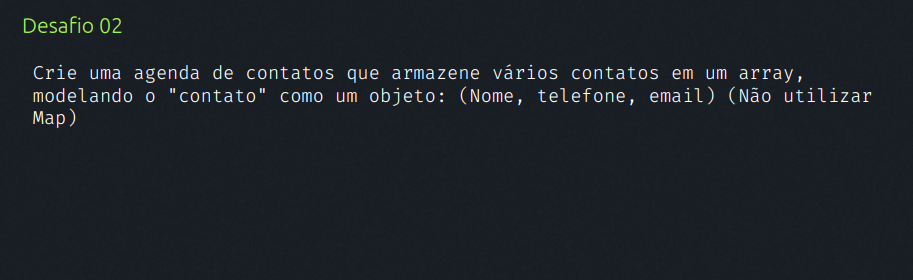 Desafio 02
Crie uma agenda de contatos que armazene vários contatos em um array,
modelando o "contato" como um objeto: (Nome, telefone, email) (Não utilizar
Map)